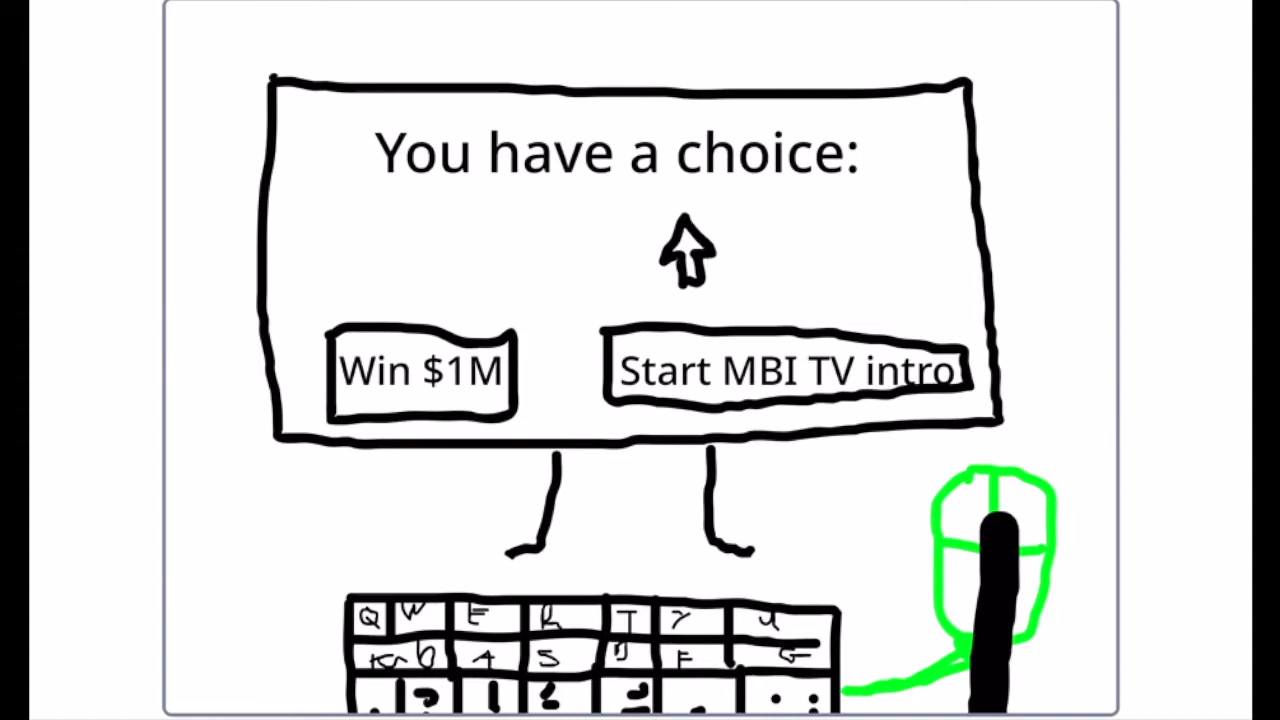 You have a choice:
Win $1M
Start MBI TV intro
Q W E R T Y U
A S D F G